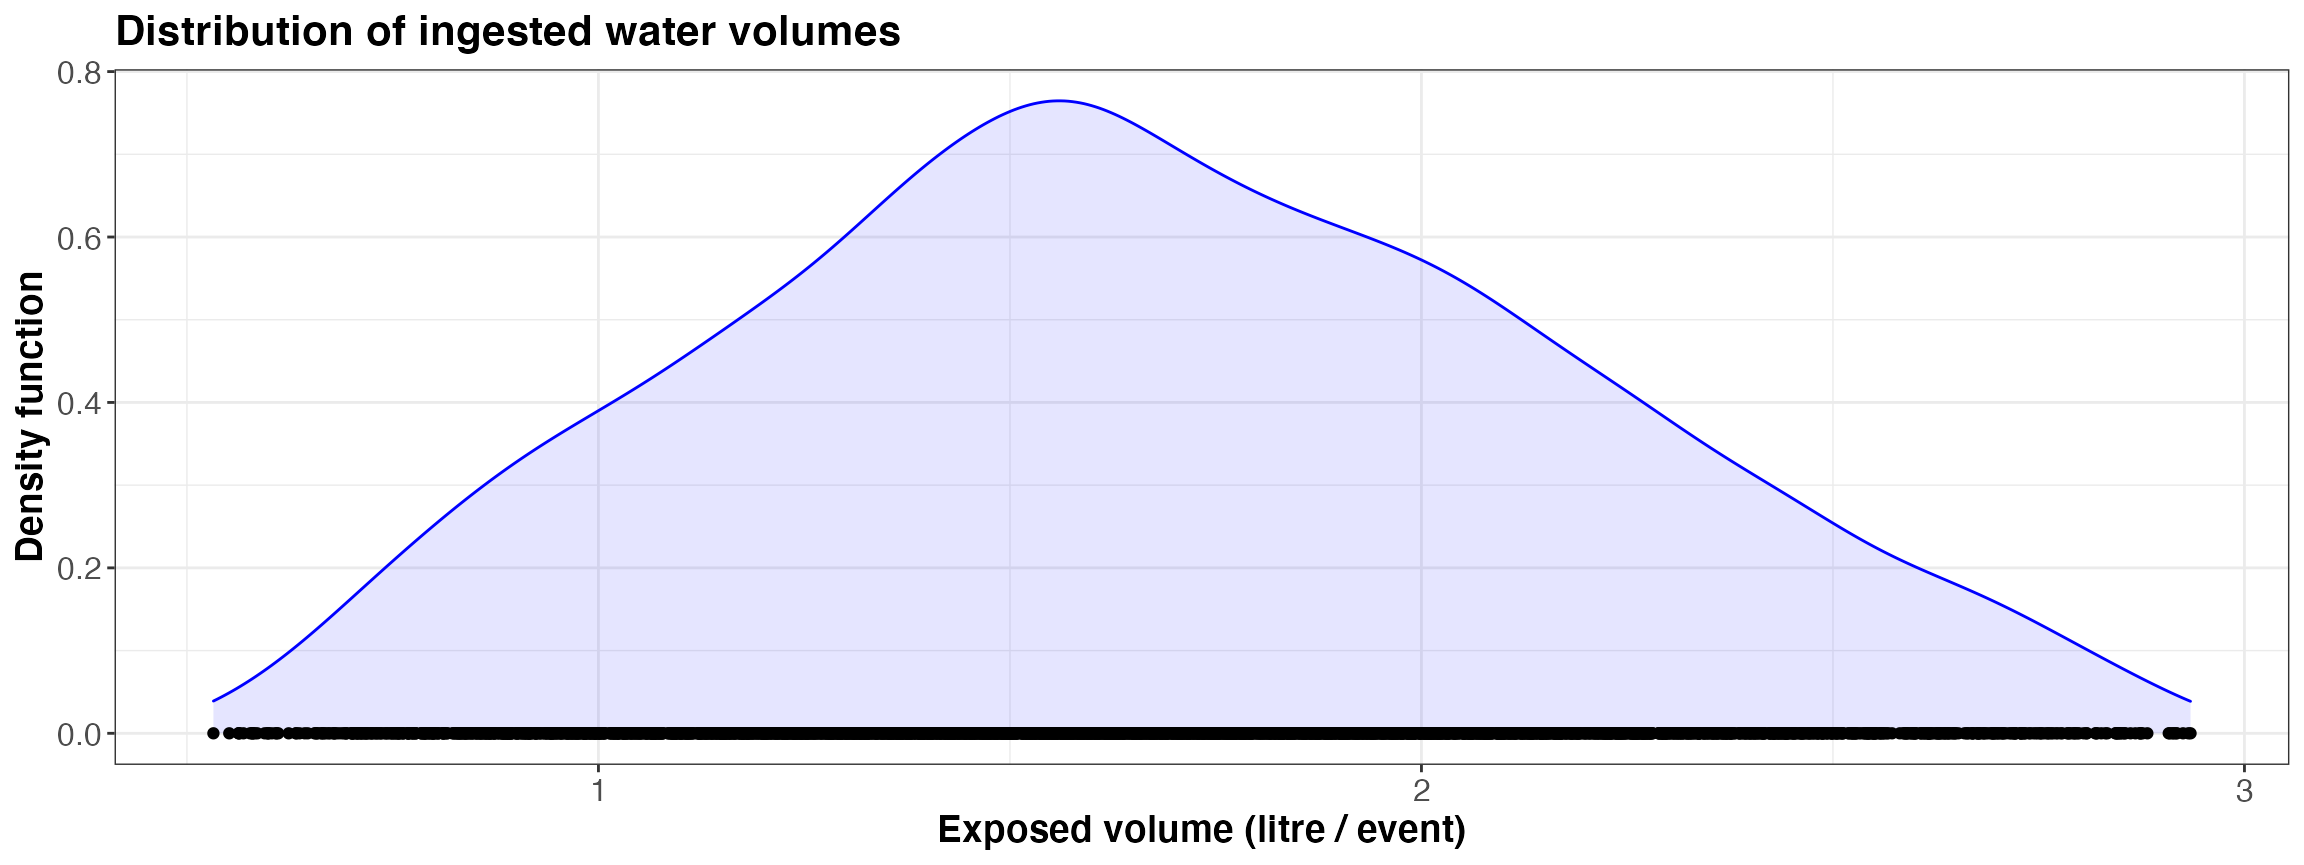 Distribution of ingested water volumes
Density function
0.8
0.6
0.4
0.2
0.0
1 2 3
Exposed volume (litre / event)